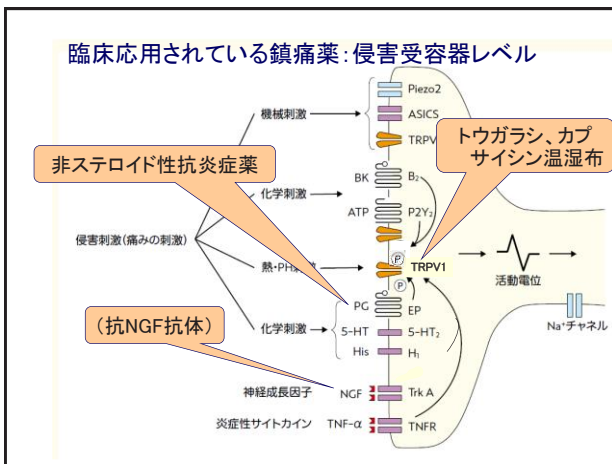 臨床応用されている鎮痛薬：侵害受容器レベル
Piezo2
機械刺激
ASICS
TRPV
トウガラシ、カプ
サイシン温湿布
非ステロイド性抗炎症薬
BK
B₂
化学刺激
ATP
P2Y₂
侵害刺激(痛みの刺激)
P
熱・PH
TRPV1
活動電位
P
PG
EP
(抗NGF抗体)
化学刺激
5-HT
5-HT₂
Na⁺チャネル
His
H₁
神経成長因子
NGF
Trk A
炎症性サイトカイン
TNF-α
TNFR